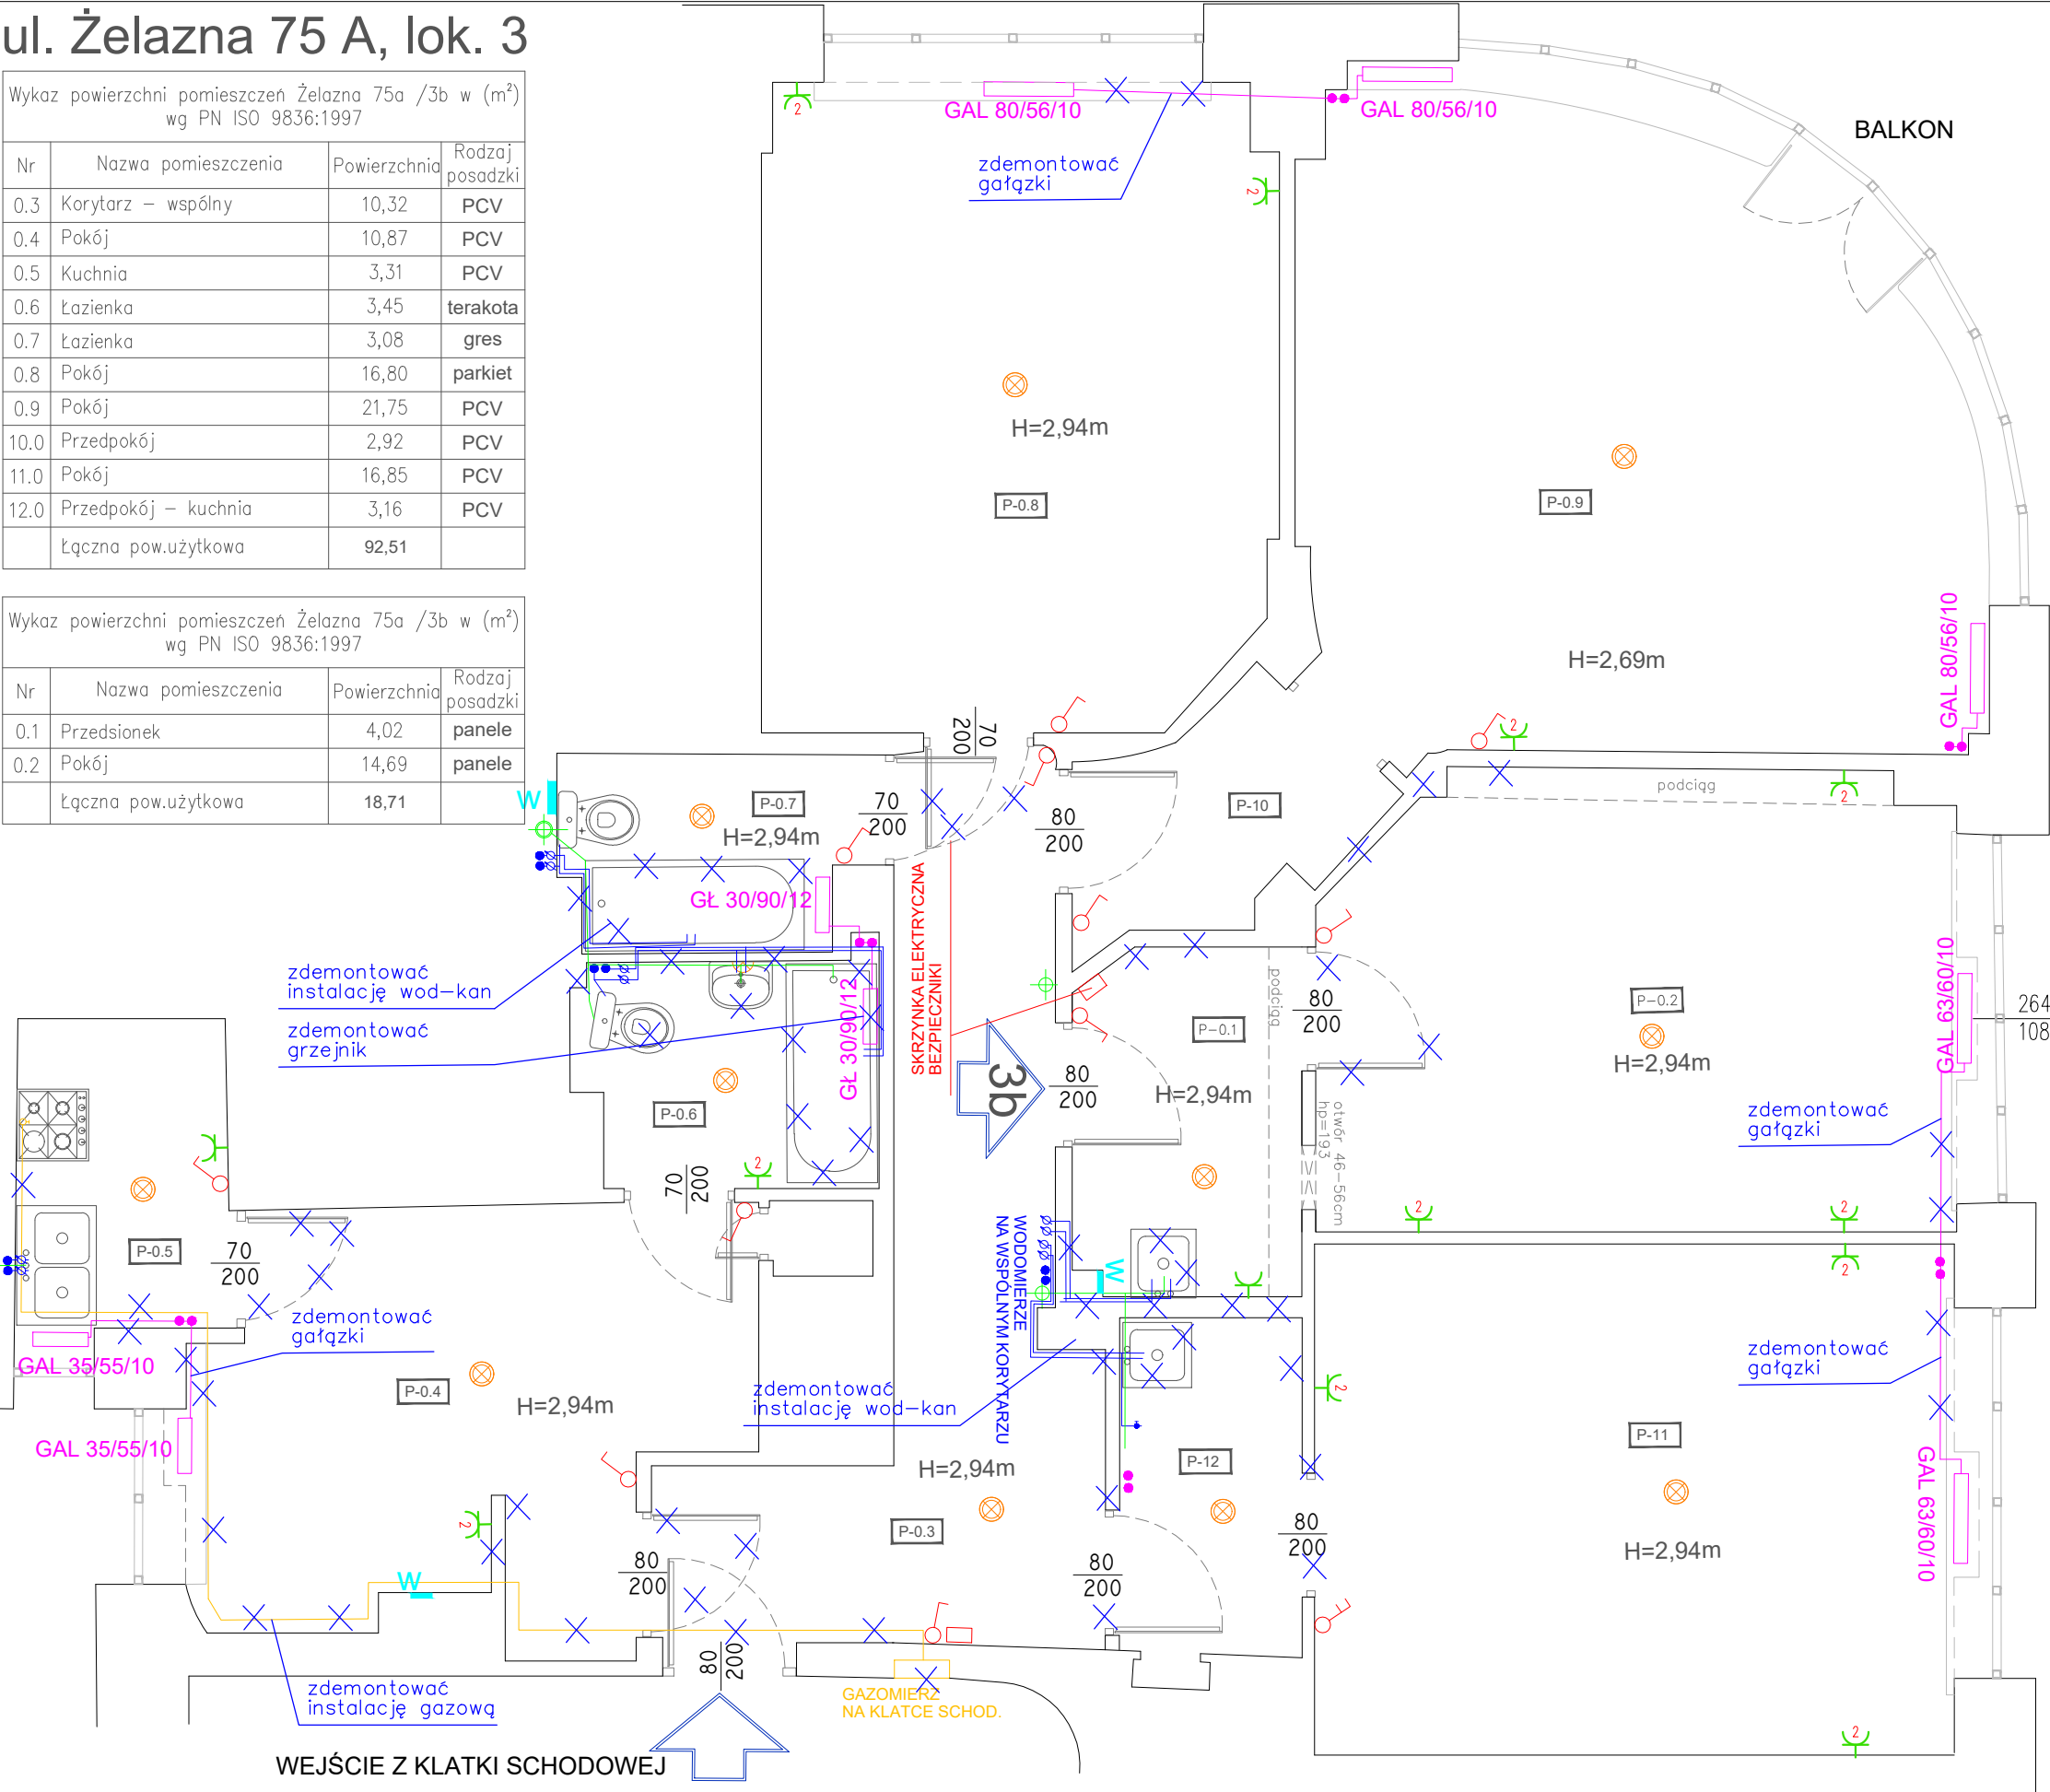 ul. Żelazna 75 A, lok. 3
Wykaz powierzchni pomieszczeń Żelazna 75a /3b w (m²)
wg PN ISO 9836:1997
Nr Nazwa pomieszczenia Powierzchnia Rodzaj posadzki
0.3 Korytarz – wspólny 10,32 PCV
0.4 Pokój 10,87 PCV
0.5 Kuchnia 3,31 PCV
0.6 Łazienka 3,45 terakota
0.7 Łazienka 3,08 gres
0.8 Pokój 16,80 parkiet
0.9 Pokój 21,75 PCV
10.0 Przedpokój 2,92 PCV
11.0 Pokój 16,85 PCV
12.0 Przedpokój – kuchnia 3,16 PCV
Łączna pow.użytkowa 92,51
Wykaz powierzchni pomieszczeń Żelazna 75a /3b w (m²)
wg PN ISO 9836:1997
Nr Nazwa pomieszczenia Powierzchnia Rodzaj posadzki
0.1 Przedsionek 4,02 panele
0.2 Pokój 14,69 panele
Łączna pow.użytkowa 18,71
2
GAL 80/56/10
GAL 80/56/10
BALKON
zdemontować
gałązki
2
H=2,94m
P-0.8
P-0.9
H=2,69m
GAL 80/56/10
70
200
2
podciąg
2
W
P-0.7
H=2,94m
70
200
80
200
P-10
GŁ 30/90/12
SKRZYNKA ELEKTRYCZNA
BEZPIECZNIKI
zdemontować
instalację wod-kan
zdemontować
grzejnik
GŁ 30/90/12
3b
80
200
P-0.1
H=2,94m
podciąg
80
200
P-0.2
H=2,94m
GAL 63/60/10
264
108
otwór 46-56cm
hp=193
zdemontować
gałązki
P-0.6
70
200
2
2
2
2
P-0.5
70
200
zdemontować
gałązki
GAL 35/55/10
GAL 35/55/10
P-0.4
H=2,94m
WODOMIERZE
NA WSPÓLNYM KORYTARZU
W
zdemontować
instalację wod-kan
zdemontować
gałązki
2
P-11
H=2,94m
GAL 63/60/10
H=2,94m
P-12
P-0.3
2
W
80
200
80
200
80
200
80
200
2
zdemontować
instalację gazową
GAZOMIERZ
NA KLATCE SCHOD.
WEJŚCIE Z KLATKI SCHODOWEJ